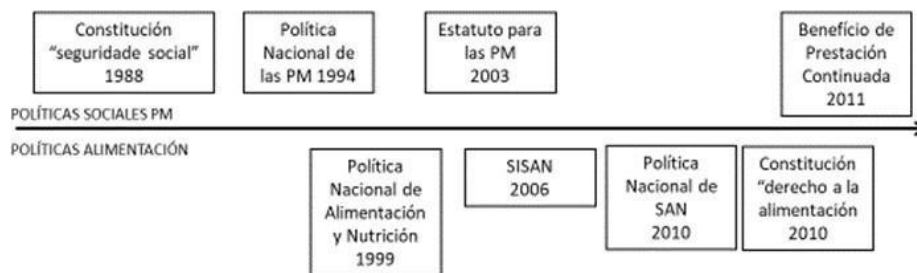 Constitución
"seguridade social"
1988
Política
Nacional de
las PM 1994
Estatuto para
las PM
2003
Benefício de
Prestación
Continuada
2011
POLÍTICAS SOCIALES PM
POLÍTICAS ALIMENTACIÓN
Política
Nacional de
Alimentación
y Nutrición
1999
SISAN
2006
Política
Nacional de
SAN
2010
Constitución
"derecho a la
alimentación
2010